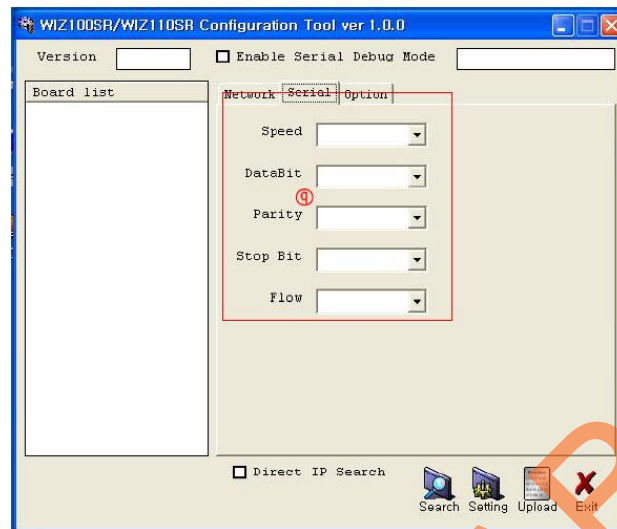 WIZ100SR/WIZ110SR Configuration Tool ver 1.0.0
Version
Enable Serial Debug Mode
Board list
Network Serial Option
Speed
DataBit
⑨
Parity
Stop Bit
Flow
Direct IP Search
Search Setting Upload Exit